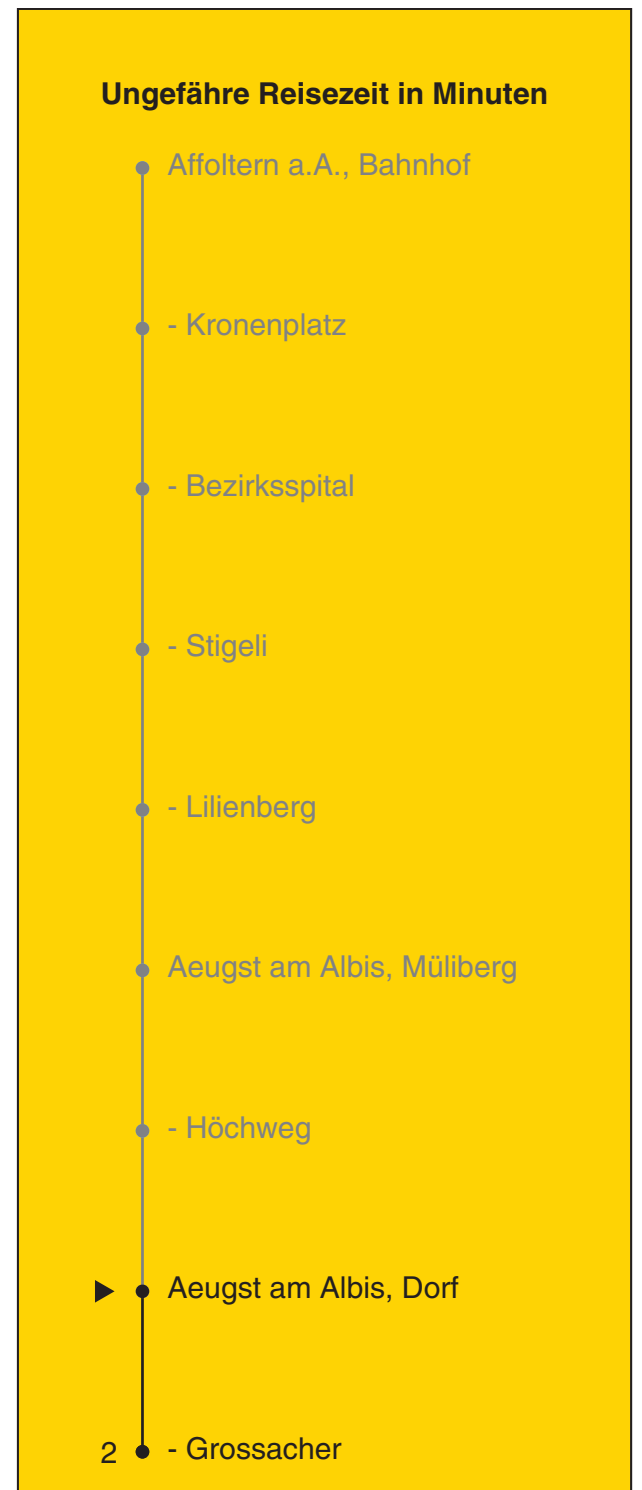 Ungefähre Reisezeit in Minuten
Affoltern a.A., Bahnhof
- Kronenplatz
- Bezirksspital
- Stigeli
- Lilienberg
Aeugst am Albis, Müliberg
- Höchweg
Aeugst am Albis, Dorf
2 - Grossacher